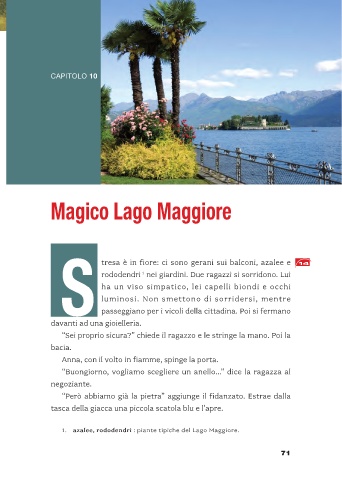 CAPITOLO 10
Magico Lago Maggiore
Stresa è in fiore: ci sono gerani sui balconi, azalee e
rododendri 1 nei giardini. Due ragazzi si sorridono. Lui
ha un viso simpatico, lei capelli biondi e occhi
luminosi. Non smettono di sorridersi, mentre
passeggiano per i vicoli della cittadina. Poi si fermano
davanti ad una gioielleria.
“Sei proprio sicura?” chiede il ragazzo e le stringe la mano. Poi la
bacia.
Anna, con il volto in fiamme, spinge la porta.
“Buongiorno, vogliamo scegliere un anello...” dice la ragazza al
negoziante.
“Però abbiamo già la pietra” aggiunge il fidanzato. Estrae dalla
tasca della giacca una piccola scatola blu e l'apre.
1. azalee, rododendri : piante tipiche del Lago Maggiore.
71